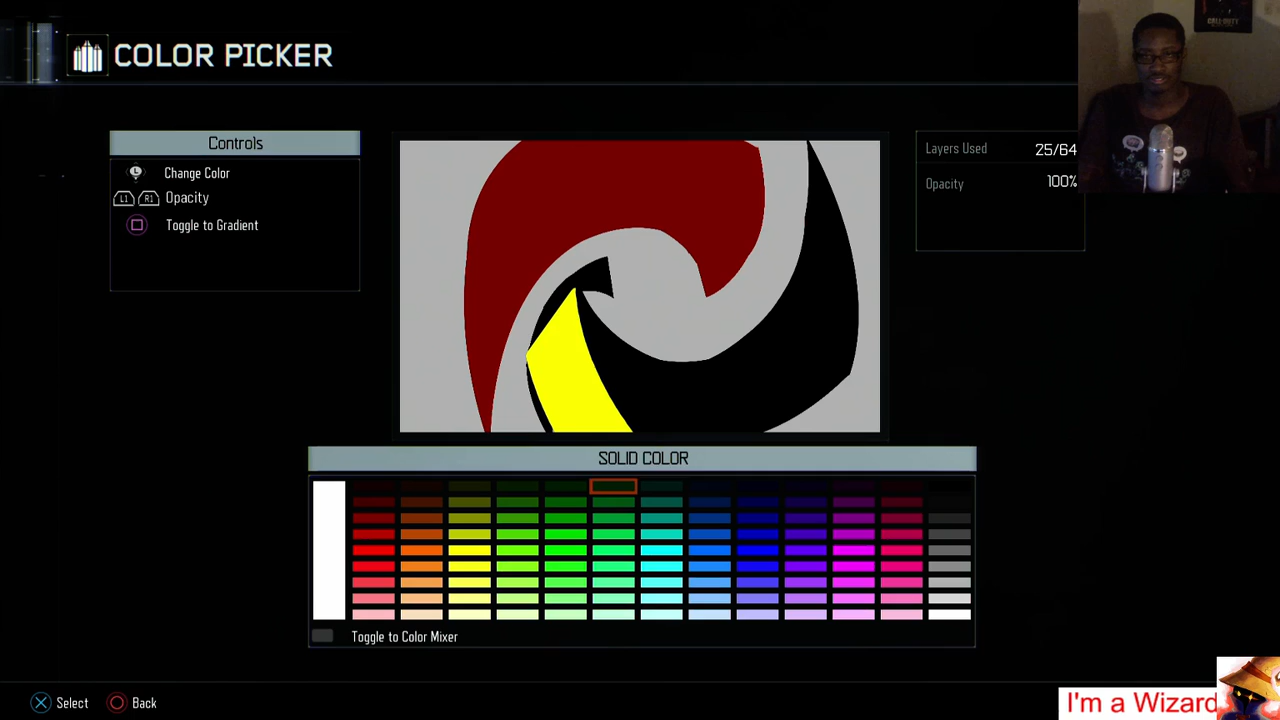 COLOR PICKER
Controls
Change Color
L1 R1 Opacity
Toggle to Gradient
Layers Used 25/64
Opacity 100%
SOLID COLOR
Toggle to Color Mixer
Select Back
I'm a Wizard